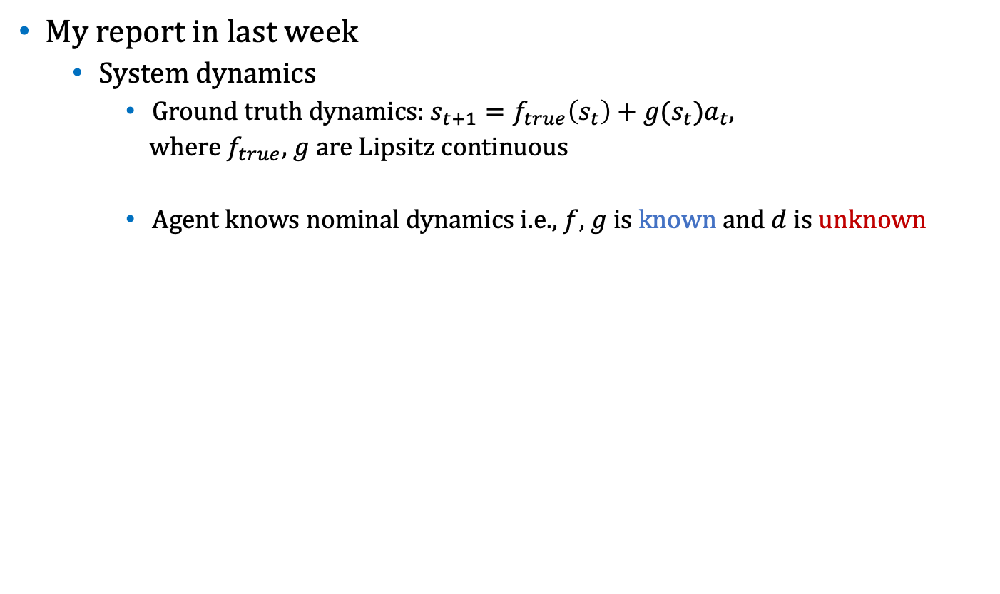 • My report in last week
• System dynamics
• Ground truth dynamics: $s_{t+1} = f_{true}(s_t) + g(s_t)a_t$,
where $f_{true}, g$ are Lipsitz continuous
• Agent knows nominal dynamics i.e., $f, g$ is known and $d$ is unknown